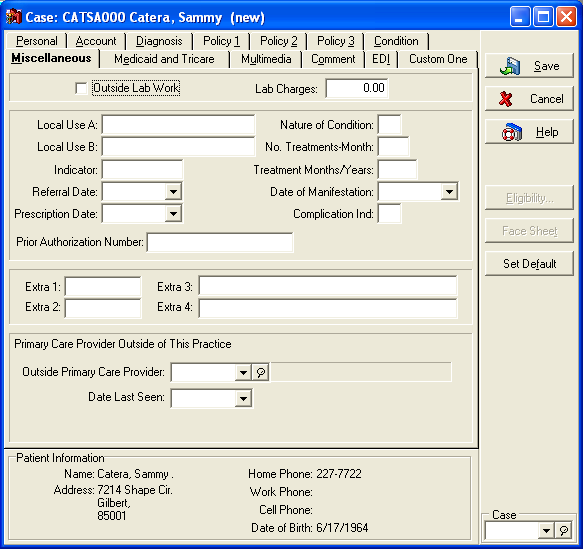 Case: CATSA000 Catera, Sammy (new)
Personal Account Diagnosis Policy 1 Policy 2 Policy 3 Condition
Miscellaneous Medicaid and Tricare Multimedia Comment EDI Custom One
Save
Cancel
Help
Eligibility...
Face Sheet
Set Default
Outside Lab Work Lab Charges: 0.00
Local Use A: Nature of Condition:
Local Use B: No. Treatments-Month:
Indicator: Treatment Months/Years:
Referral Date: Date of Manifestation:
Prescription Date: Complication Ind:
Prior Authorization Number:
Extra 1: Extra 3:
Extra 2: Extra 4:
Primary Care Provider Outside of This Practice
Outside Primary Care Provider:
Date Last Seen:
Patient Information
Name: Catera, Sammy . Home Phone: 227-7722
Address: 7214 Shape Cir. Work Phone:
Gilbert, Cell Phone:
85001 Date of Birth: 6/17/1964
Case